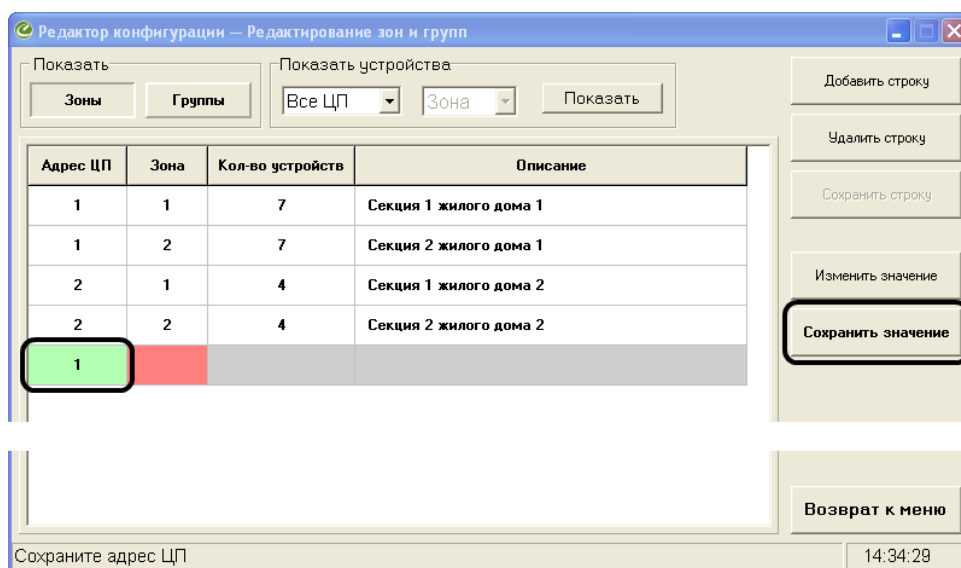 Редактор конфигурации — Редактирование зон и групп
Показать
Показать устройства
Зоны
Группы
Все ЦП
Зона
Показать
Добавить строку
Удалить строку
Сохранить строку
Изменить значение
Сохранить значение
Адрес ЦП Зона Кол-во устройств Описание
1 1 7 Секция 1 жилого дома 1
1 2 7 Секция 2 жилого дома 1
2 1 4 Секция 1 жилого дома 2
2 2 4 Секция 2 жилого дома 2
1
Возврат к меню
Сохраните адрес ЦП
14:34:29